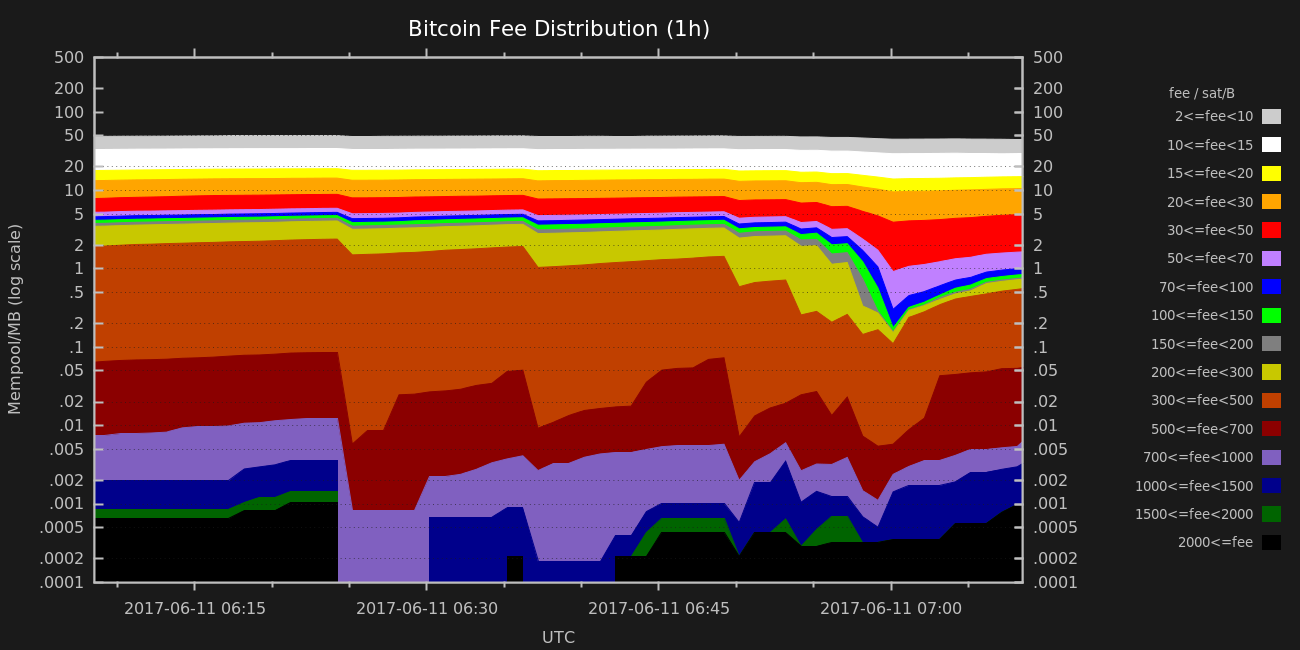 Bitcoin Fee Distribution (1h)
Mempool/MB (log scale)
500
200
100
50
20
10
5
2
1
.5
.2
.1
.05
.02
.01
.005
.002
.001
.0005
.0002
.0001
500
200
100
50
20
10
5
2
1
.5
.2
.1
.05
.02
.01
.005
.002
.001
.0005
.0002
.0001
fee / sat/B
2<=fee<10
10<=fee<15
15<=fee<20
20<=fee<30
30<=fee<50
50<=fee<70
70<=fee<100
100<=fee<150
150<=fee<200
200<=fee<300
300<=fee<500
500<=fee<700
700<=fee<1000
1000<=fee<1500
1500<=fee<2000
2000<=fee
2017-06-11 06:15 2017-06-11 06:30 2017-06-11 06:45 2017-06-11 07:00
UTC